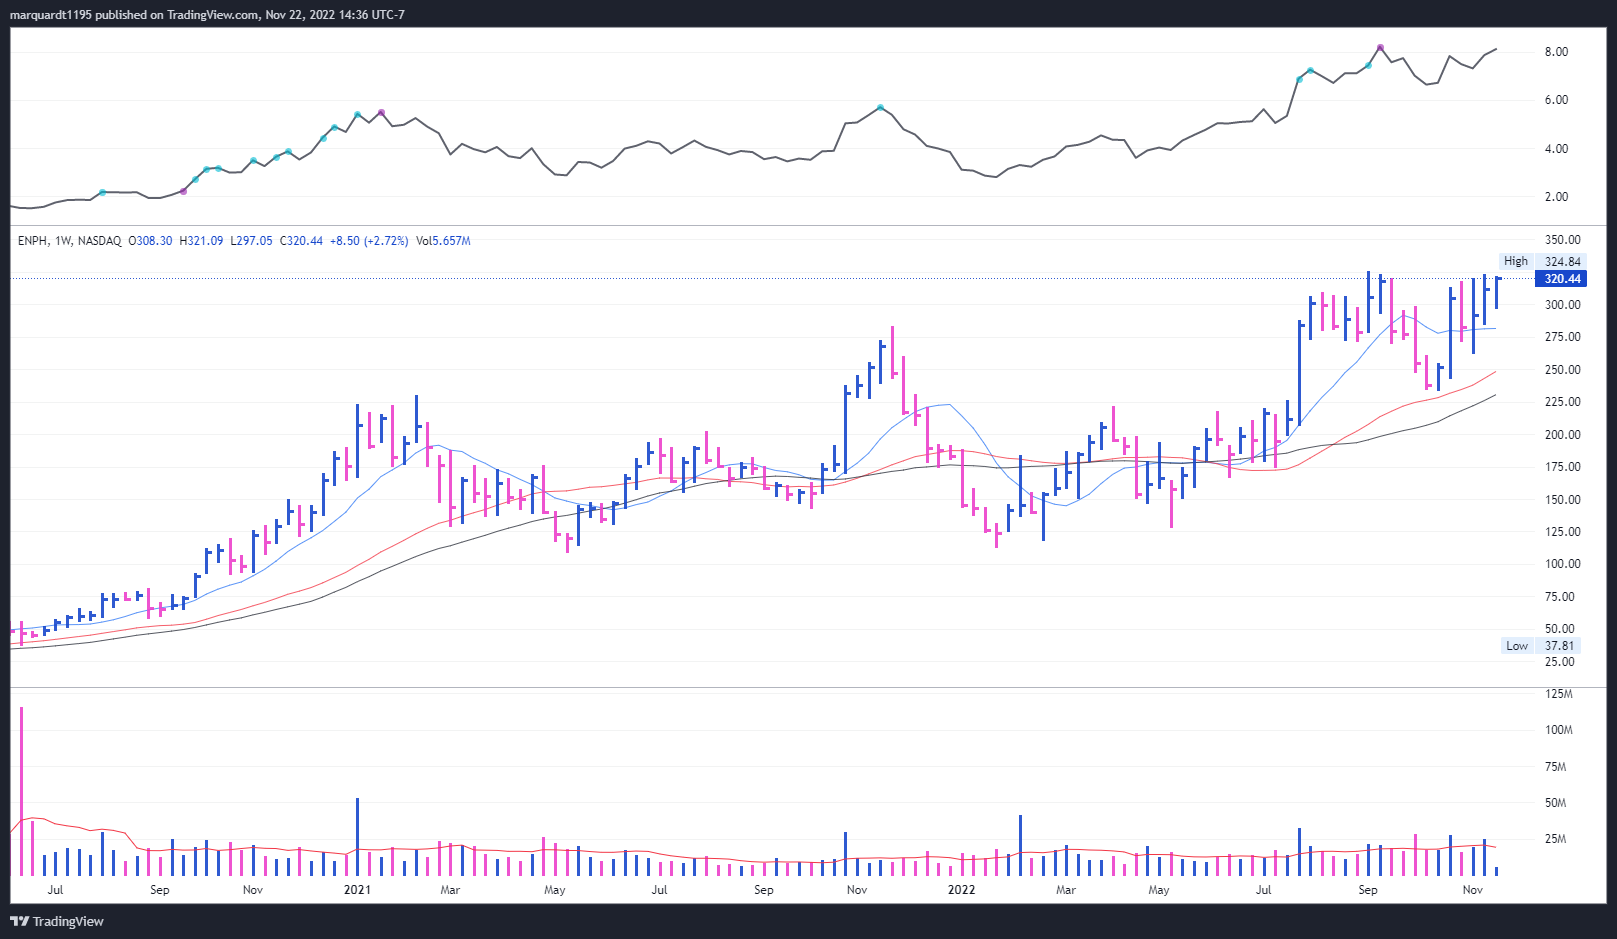 marquardt1195 published on TradingView.com, Nov 22, 2022 14:36 UTC-7
8.00
6.00
4.00
2.00
ENPH, 1W, NASDAQ O308.30 H321.09 L297.05 C320.44 +8.50 (+2.72%) Vol5.657M
350.00
High 324.84
320.44
300.00
275.00
250.00
225.00
200.00
175.00
150.00
125.00
100.00
75.00
50.00
Low 37.81
25.00
125M
100M
75M
50M
25M
Jul Sep Nov 2021 Mar May Jul Sep Nov 2022 Mar May Jul Sep Nov
TradingView